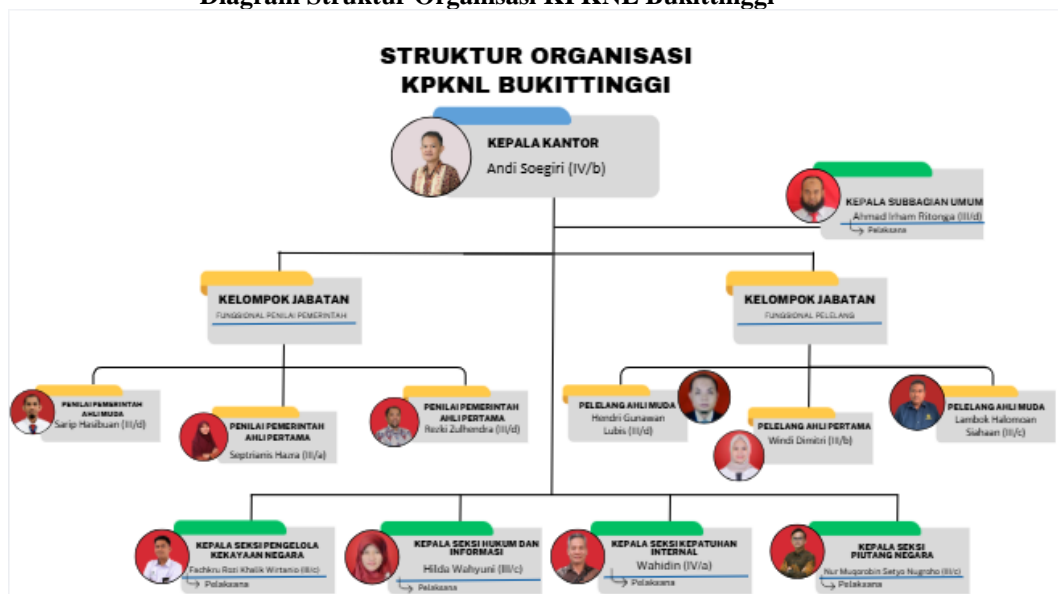 Diagram Struktur Organisasi KPKNL Bukittinggi
STRUKTUR ORGANISASI
KPKNL BUKITTINGGI
KEPALA KANTOR
Andi Soegiri (IV/b)
KEPALA SUBBAGIAN UMUM
Ahmad Irham Ritonga (III/d)
Pelaksana
KELOMPOK JABATAN
FUNGSIONAL PENILAI PEMERINTAH
KELOMPOK JABATAN
FUNGSIONAL PELELANG
PENILAI PEMERINTAH
AHLI MUDA
Sarip Hasibuan (III/d)
PENILAI PEMERINTAH
AHLI PERTAMA
Septrianis Hazra (III/a)
PENILAI PEMERINTAH
AHLI PERTAMA
Rezki Zulhendra (III/d)
PELELANG AHLI MUDA
Hendri Gunawan
Lubis (III/d)
PELELANG AHLI PERTAMA
Windi Dimitri (III/b)
PELELANG AHLI MUDA
Lambok Halomoan
Siahaan (III/c)
KEPALA SEKSI PENGELOLA
KEKAYAAN NEGARA
Fachkru Rozi Khalik Wirtanio (III/c)
Pelaksana
KEPALA SEKSI HUKUM DAN
INFORMASI
Hilda Wahyuni (III/c)
Pelaksana
KEPALA SEKSI KEPATUHAN
INTERNAL
Wahidin (IV/a)
Pelaksana
KEPALA SEKSI
PIUTANG NEGARA
Nur Muqorobin Setyo Nugroho (III/c)
Pelaksana